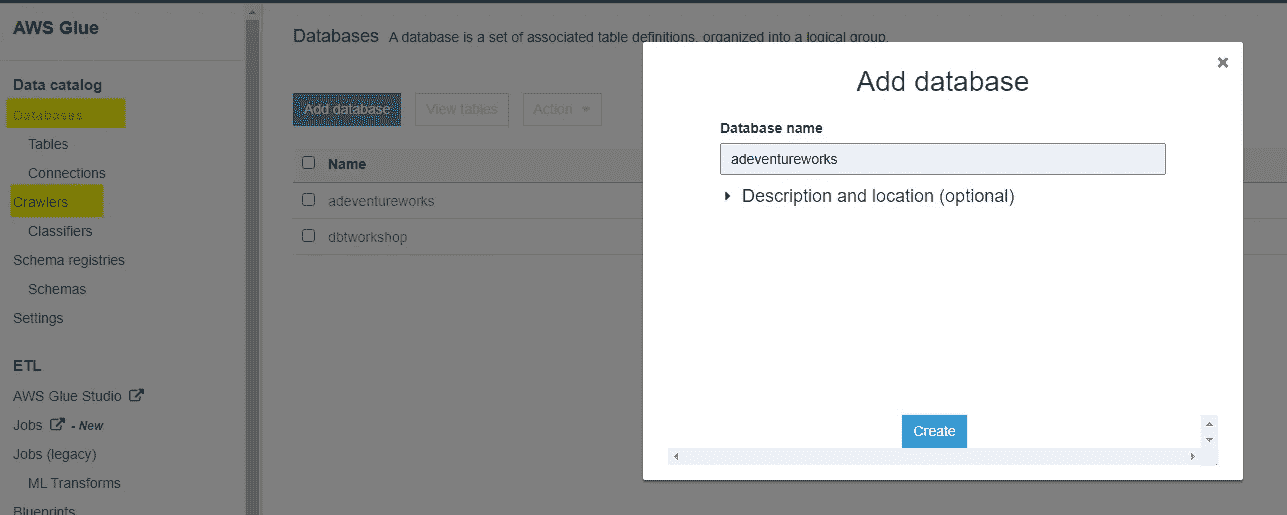 AWS Glue
Data catalog
Databases
Tables
Connections
Crawlers
Classifiers
Schema registries
Schemas
Settings
ETL
AWS Glue Studio
Jobs - New
Jobs (legacy)
ML Transforms
Blueprints
Databases A database is a set of associated table definitions, organized into a logical group.
Add database View tables Action
Name
adeventureworks
dbtworkshop
Add database
Database name
adeventureworks
Description and location (optional)
Create